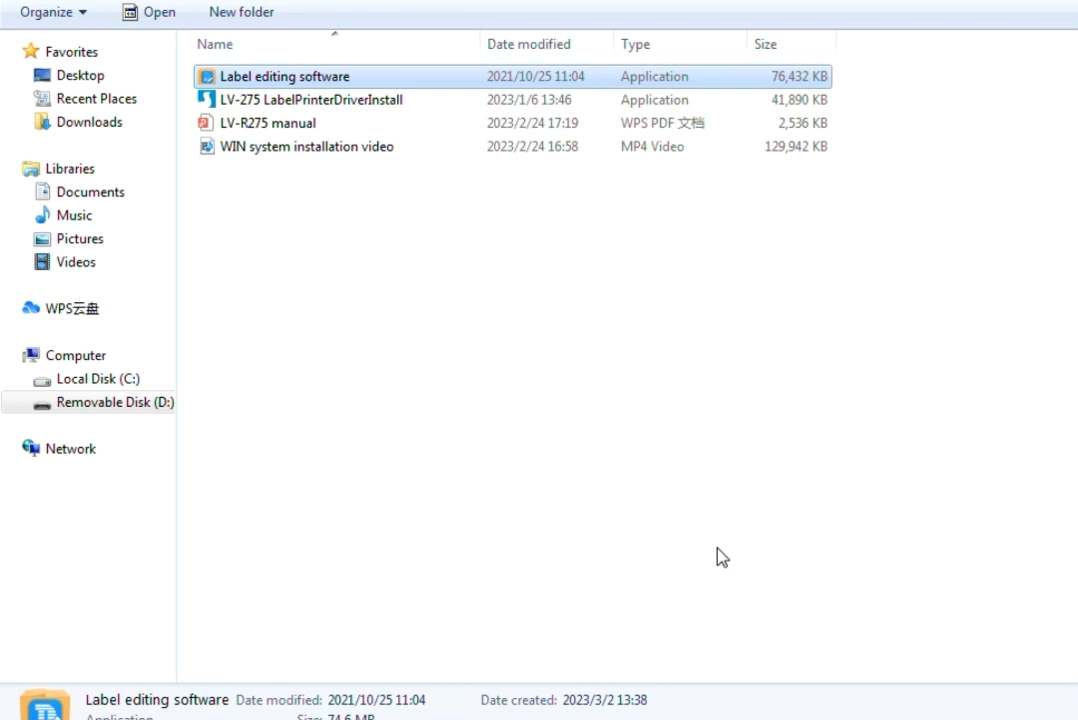 Organize Open New folder
Name Date modified Type Size
Favorites
Desktop
Recent Places
Downloads
Libraries
Documents
Music
Pictures
Videos
WPS云盘
Computer
Local Disk (C:)
Removable Disk (D:)
Network
Label editing software 2021/10/25 11:04 Application 76,432 KB
LV-275 LabelPrinterDriverInstall 2023/1/6 13:46 Application 41,890 KB
LV-R275 manual 2023/2/24 17:19 WPS PDF 文档 2,536 KB
WIN system installation video 2023/2/24 16:58 MP4 Video 129,942 KB
Label editing software Date modified: 2021/10/25 11:04 Date created: 2023/3/2 13:38
Application Size: 74.6 MB